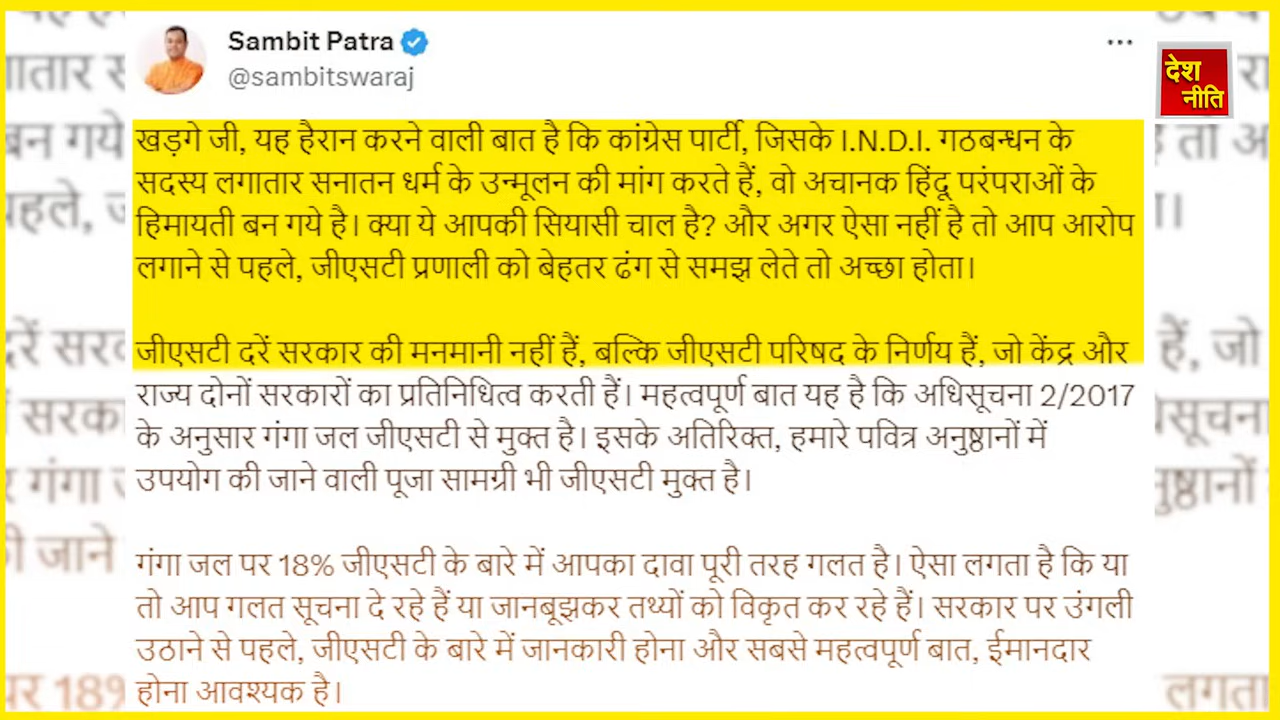 Sambit Patra
@sambitswaraj
देश
नीति
खड़गे जी, यह हैरान करने वाली बात है कि कांग्रेस पार्टी, जिसके I.N.D.I. गठबन्धन के
सदस्य लगातार सनातन धर्म के उन्मूलन की मांग करते हैं, वो अचानक हिंदू परंपराओं के
हिमायती बन गये है। क्या ये आपकी सियासी चाल है? और अगर ऐसा नहीं है तो आप आरोप
लगाने से पहले, जीएसटी प्रणाली को बेहतर ढंग से समझ लेते तो अच्छा होता।
जीएसटी दरें सरकार की मनमानी नहीं हैं, बल्कि जीएसटी परिषद के निर्णय हैं, जो केंद्र और
राज्य दोनों सरकारों का प्रतिनिधित्व करती हैं। महत्वपूर्ण बात यह है कि अधिसूचना 2/2017
के अनुसार गंगा जल जीएसटी से मुक्त है। इसके अतिरिक्त, हमारे पवित्र अनुष्ठानों में
उपयोग की जाने वाली पूजा सामग्री भी जीएसटी मुक्त है।
गंगा जल पर 18% जीएसटी के बारे में आपका दावा पूरी तरह गलत है। ऐसा लगता है कि या
तो आप गलत सूचना दे रहे हैं या जानबूझकर तथ्यों को विकृत कर रहे हैं। सरकार पर उंगली
उठाने से पहले, जीएसटी के बारे में जानकारी होना और सबसे महत्वपूर्ण बात, ईमानदार
होना आवश्यक है।